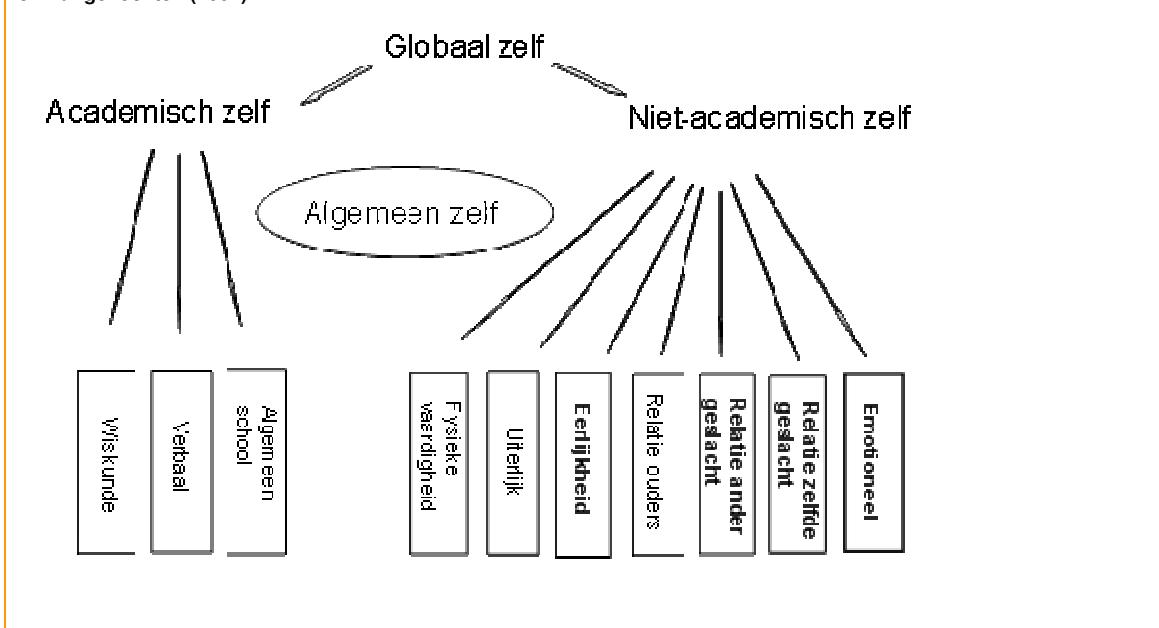 Globaal zelf
Academisch zelf
Niet-academisch zelf
Algemeen zelf
Wiskunde
Verbaal
Algemeen
school
Fysieke
vaardigheid
Uiterlijk
Eerlijkheid
Relatie ouders
Relatie ander
geslacht
Relatie zelfde
geslacht
Emotioneel